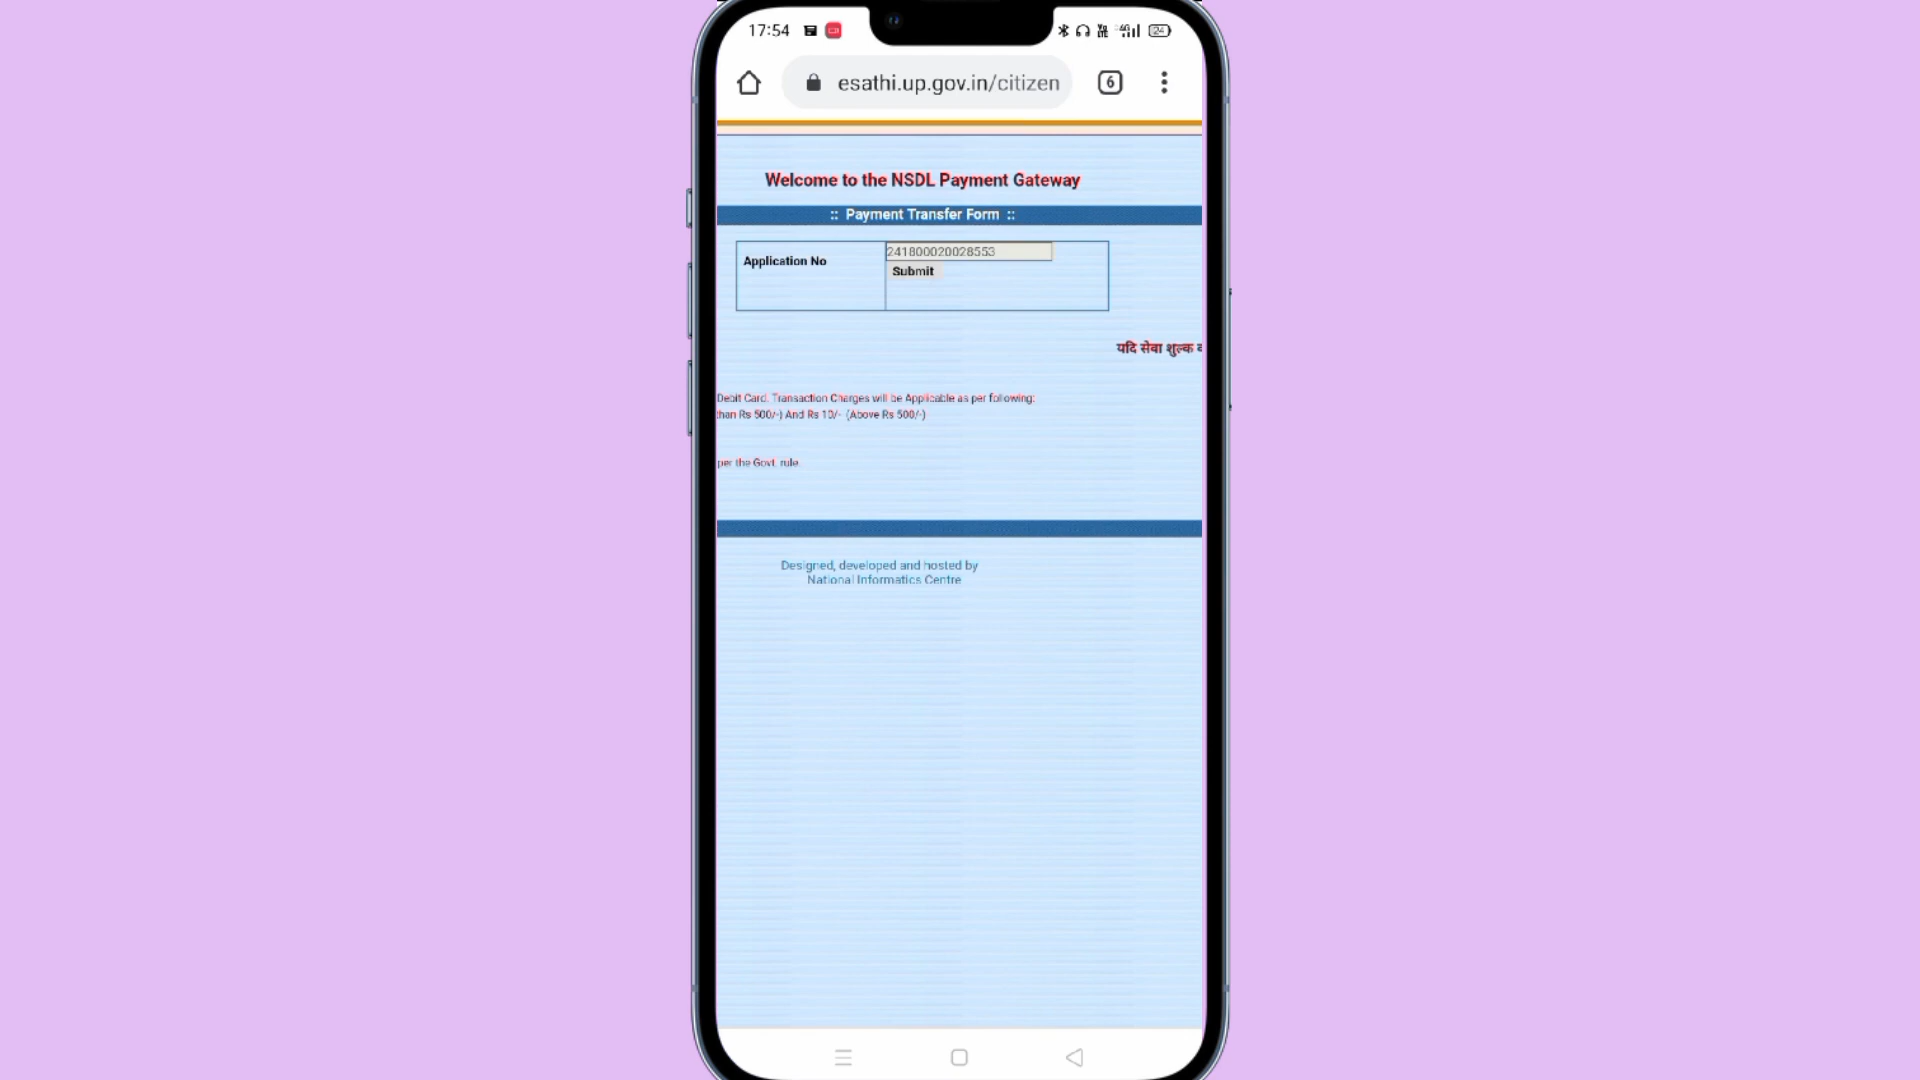 17:54
24
esathi.up.gov.in/citizen
6
Welcome to the NSDL Payment Gateway
:: Payment Transfer Form ::
Application No
241800020028553
Submit
यदि सेवा शुल्क
Debit Card. Transaction Charges will be Applicable as per following:
than Rs 500/-) And Rs 10/- (Above Rs 500/-)
per the Govt. rule.
Designed, developed and hosted by
National Informatics Centre